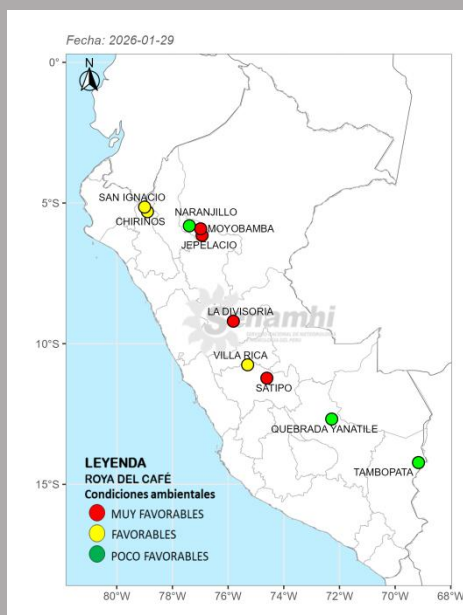 Fecha: 2026-01-29
N
0°
SAN IGNACIO
CHIRINOS
NARANJILLO
MOYOBAMBA
JEPELACIO
5°S
LA DIVISORIA
Senamhi
10°S
VILLA RICA
SATIPO
QUEBRADA YANATILE
TAMBOPATA
15°S
LEYENDA
ROYA DEL CAFÉ
Condiciones ambientales
MUY FAVORABLES
FAVORABLES
POCO FAVORABLES
80°W 78°W 76°W 74°W 72°W 70°W 68°W